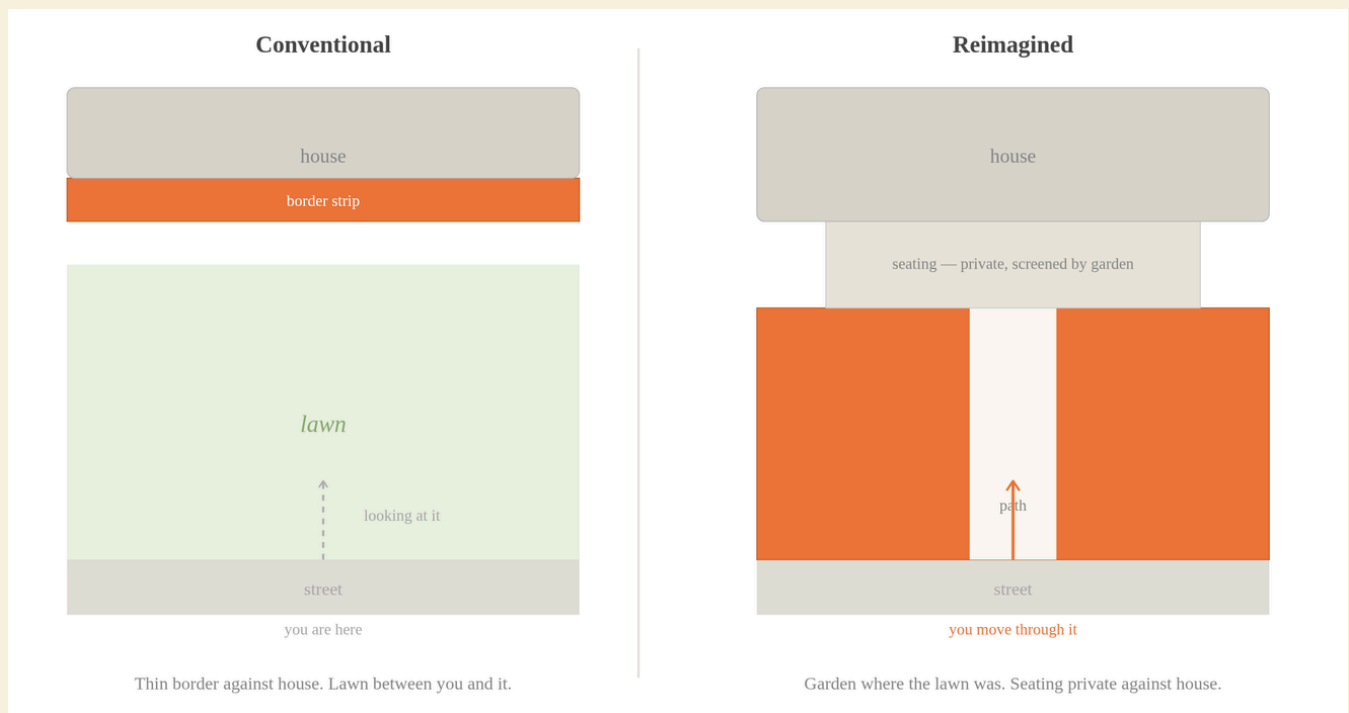 Conventional
house
border strip
lawn
looking at it
street
you are here
Thin border against house. Lawn between you and it.
Reimagined
house
seating — private, screened by garden
path
street
you move through it
Garden where the lawn was. Seating private against house.